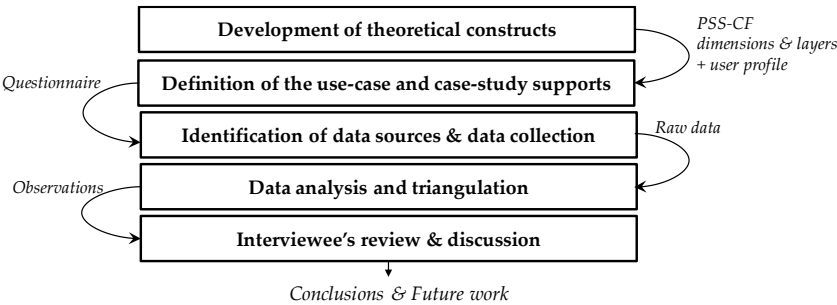 Development of theoretical constructs
PSS-CF
dimensions & layers
+ user profile
Questionnaire
Definition of the use-case and case-study supports
Identification of data sources & data collection
Raw data
Observations
Data analysis and triangulation
Interviewee's review & discussion
Conclusions & Future work